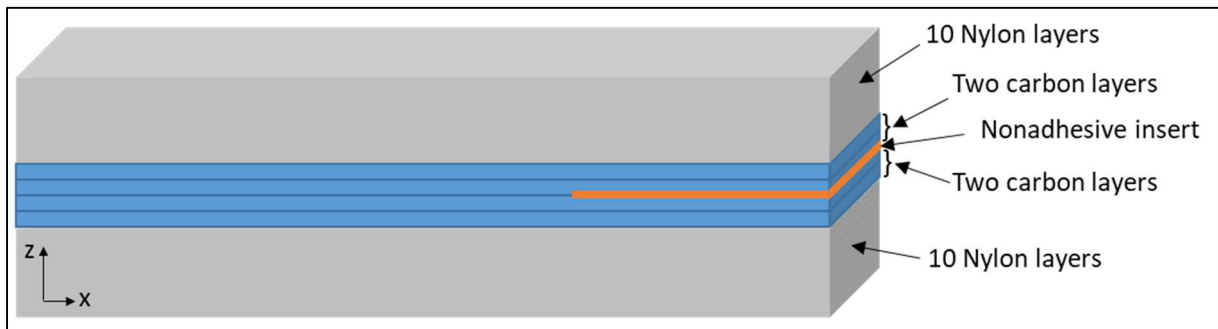 10 Nylon layers
Two carbon layers
}
Nonadhesive insert
}
Two carbon layers
10 Nylon layers
Z
X